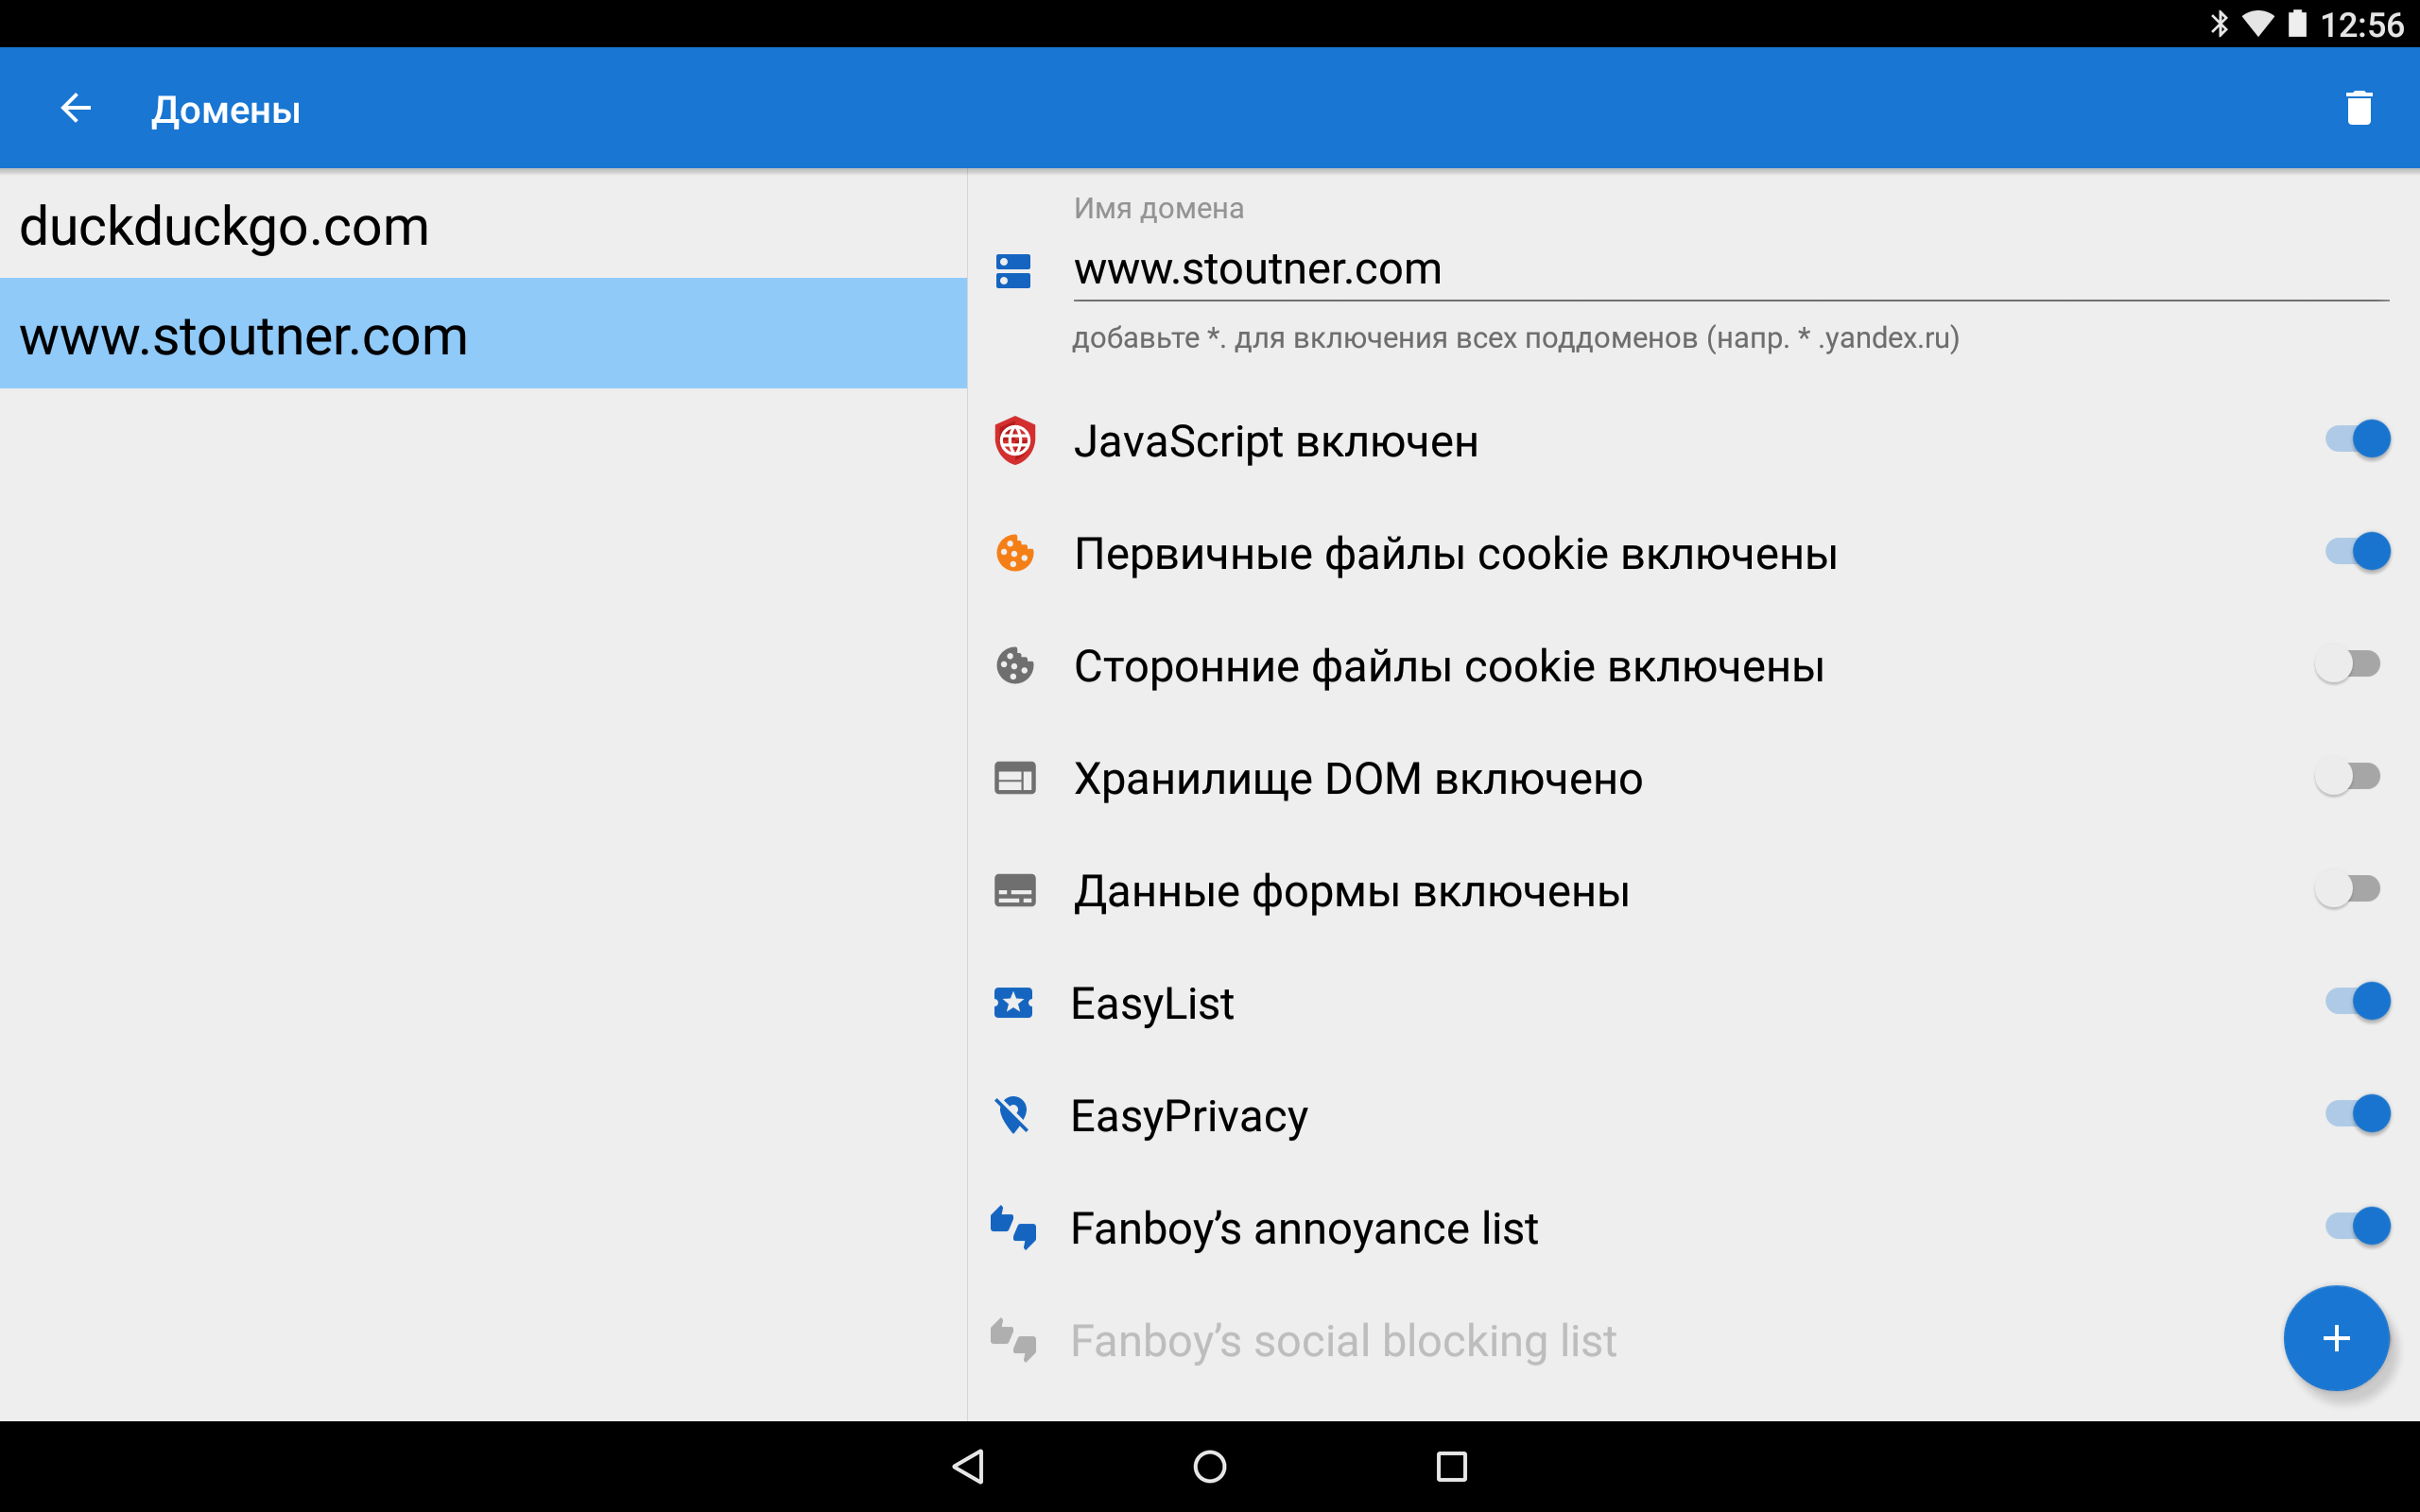 12:56
Домены
duckduckgo.com
www.stoutner.com
Имя домена
www.stoutner.com
добавьте *. для включения всех поддоменов (напр. * .yandex.ru)
JavaScript включен
Первичные файлы cookie включены
Сторонние файлы cookie включены
Хранилище DOM включено
Данные формы включены
EasyList
EasyPrivacy
Fanboy’s annoyance list
Fanboy’s social blocking list